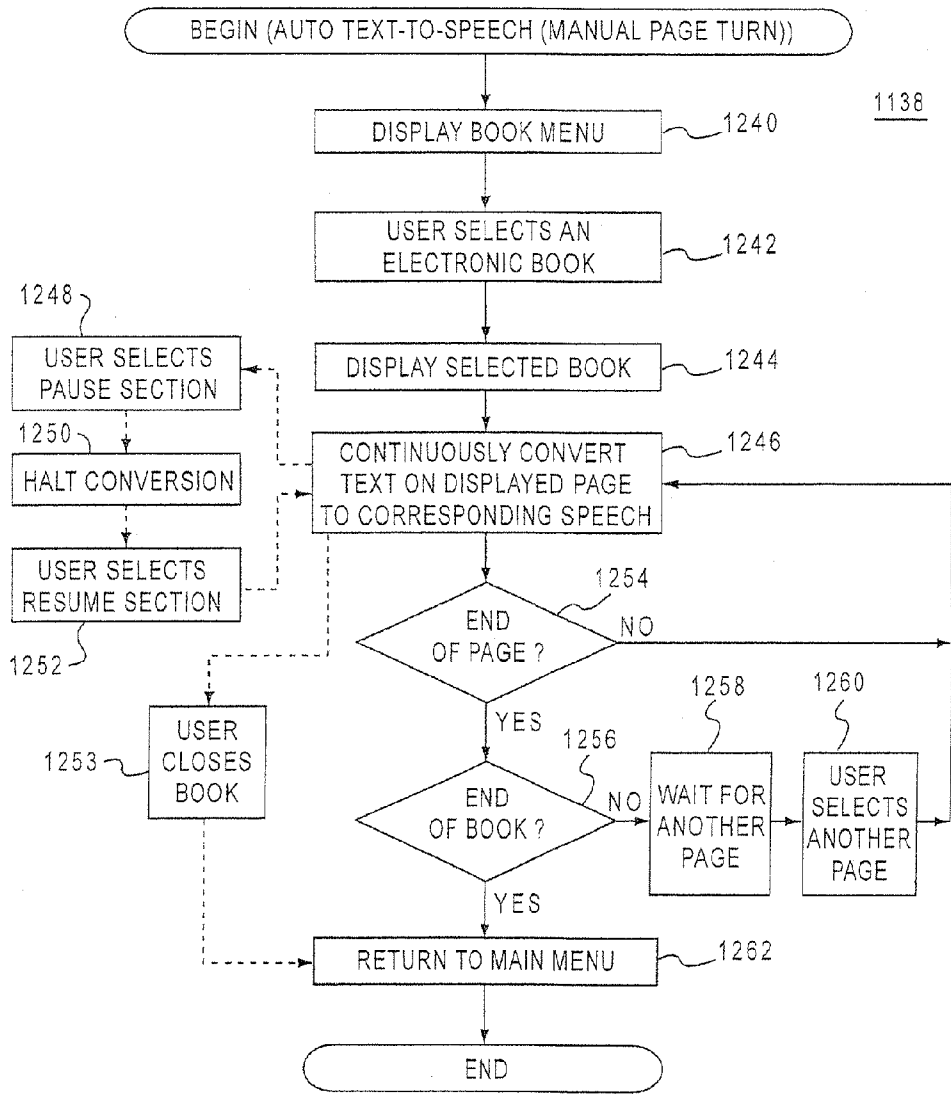 BEGIN (AUTO TEXT-TO-SPEECH (MANUAL PAGE TURN))
1138
DISPLAY BOOK MENU
1240
USER SELECTS AN
ELECTRONIC BOOK
1242
1248
USER SELECTS
PAUSE SECTION
DISPLAY SELECTED BOOK
1244
1250
HALT CONVERSION
CONTINUOUSLY CONVERT
TEXT ON DISPLAYED PAGE
TO CORRESPONDING SPEECH
1246
USER SELECTS
RESUME SECTION
1252
1254
END
OF PAGE ?
NO
YES
1253
USER
CLOSES
BOOK
1256
END
OF BOOK ?
NO
1258
WAIT FOR
ANOTHER
PAGE
1260
USER
SELECTS
ANOTHER
PAGE
YES
RETURN TO MAIN MENU
1262
END